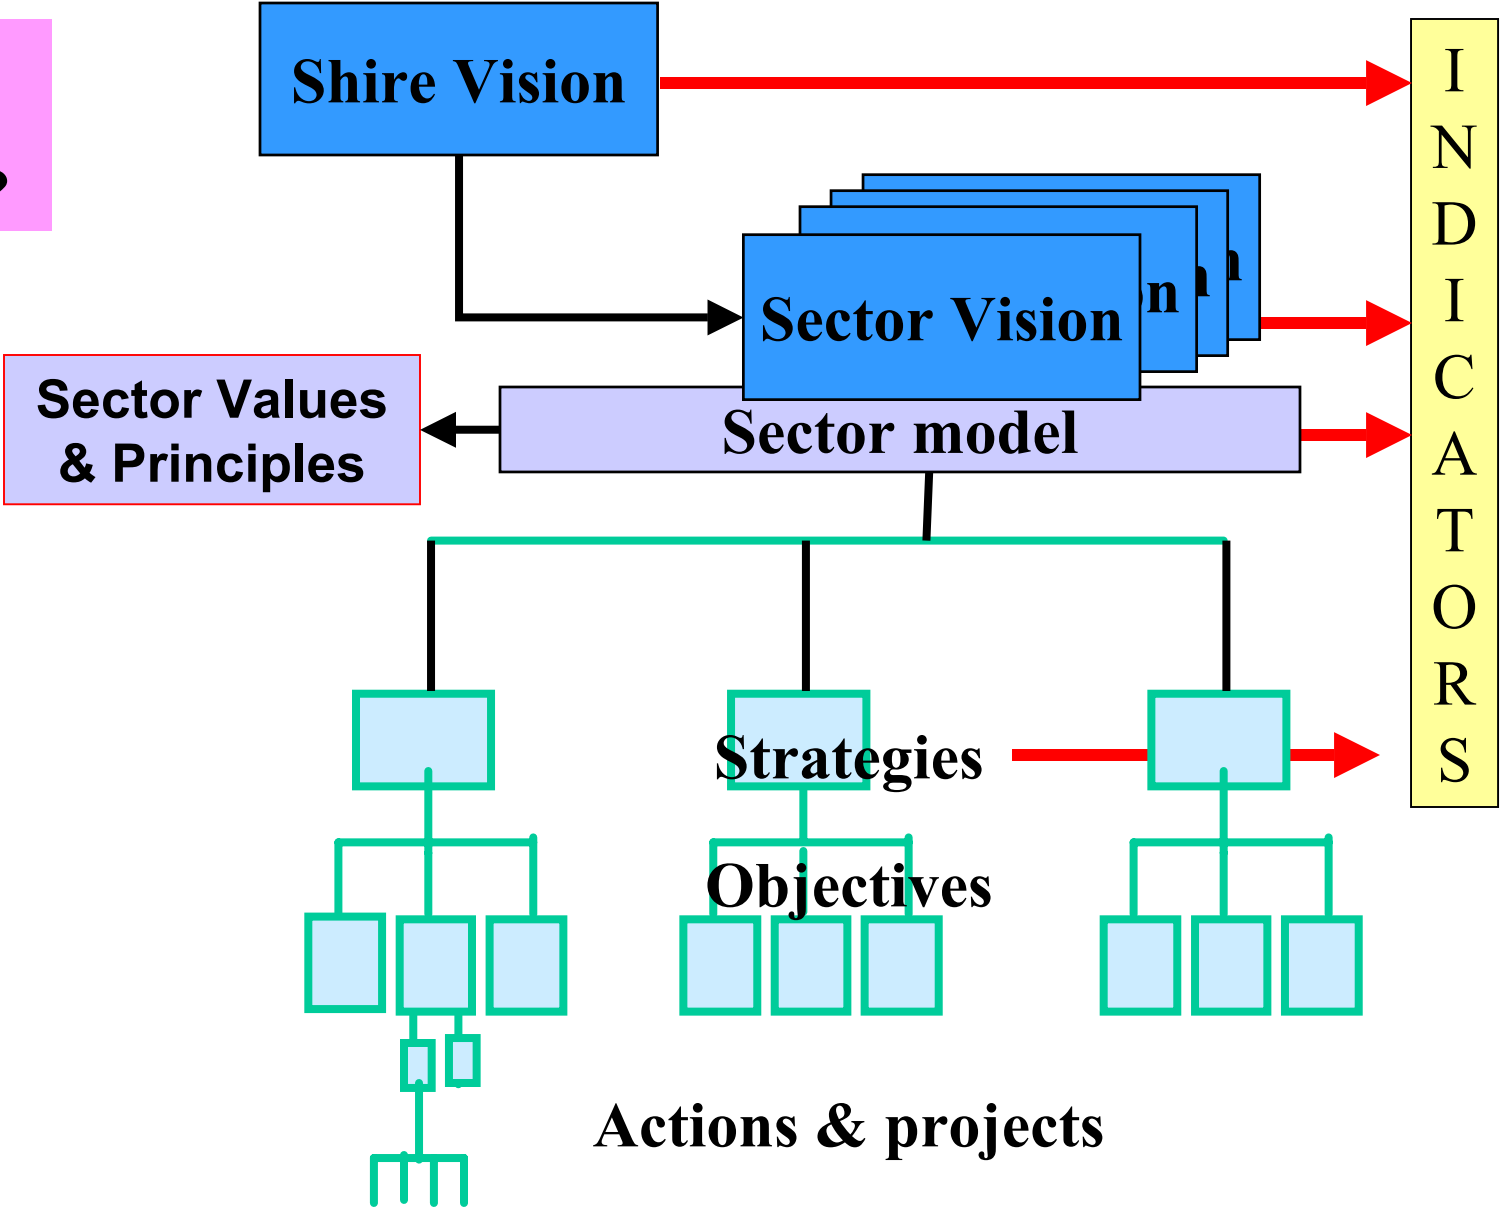 Shire Vision
Sector Vision
Sector Values
& Principles
Sector model
Strategies
Objectives
Actions & projects
I
N
D
I
C
A
T
O
R
S